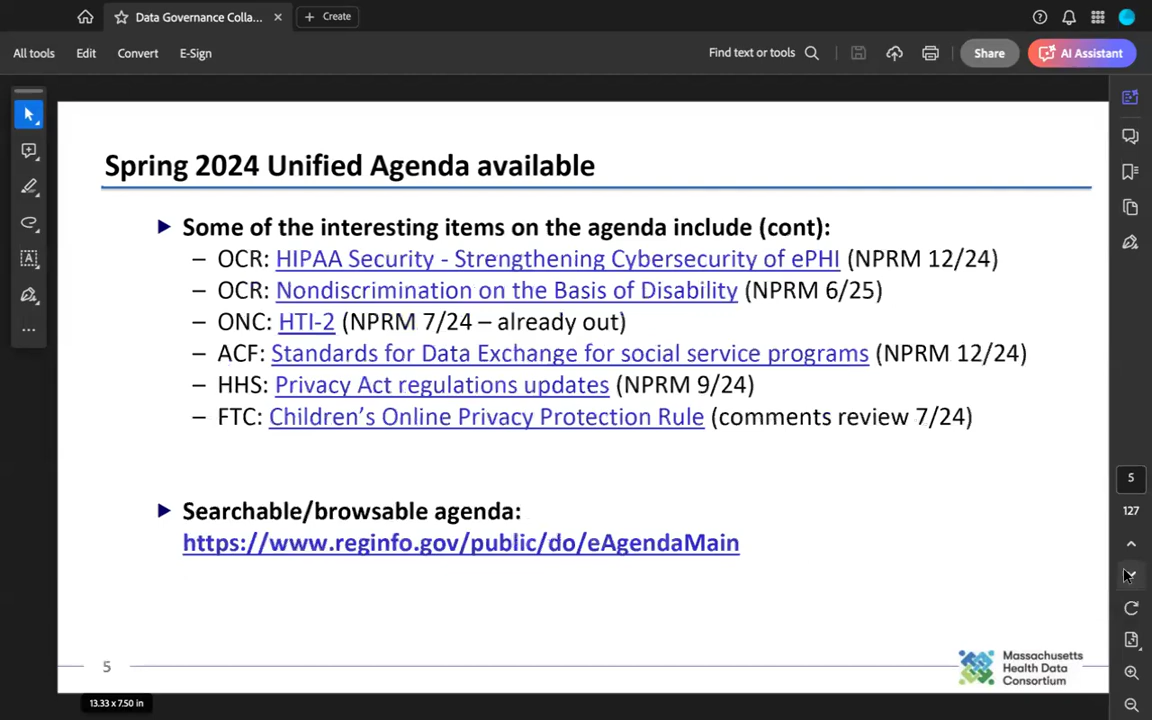 Data Governance Colla...
Create
All tools
Edit
Convert
E-Sign
Find text or tools
Share
AI Assistant
Spring 2024 Unified Agenda available
Some of the interesting items on the agenda include (cont):
– OCR: HIPAA Security - Strengthening Cybersecurity of ePHI (NPRM 12/24)
– OCR: Nondiscrimination on the Basis of Disability (NPRM 6/25)
– ONC: HTI-2 (NPRM 7/24 – already out)
– ACF: Standards for Data Exchange for social service programs (NPRM 12/24)
– HHS: Privacy Act regulations updates (NPRM 9/24)
– FTC: Children’s Online Privacy Protection Rule (comments review 7/24)
Searchable/browsable agenda:
https://www.reginfo.gov/public/do/eAgendaMain
5
127
5
Massachusetts
Health Data
Consortium
13.33 x 7.50 in